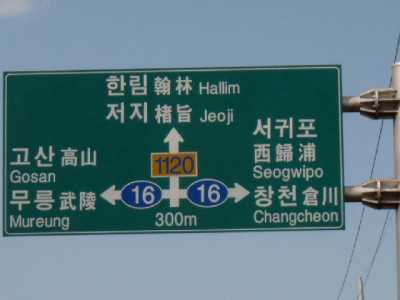 한림 翰林 Hallim
저지 楮旨 Jeoji
고산 高山
Gosan
무릉 武陵
Mureung
1120
16
16
300m
서귀포
西歸浦
Seogwipo
창천 倉川
Changcheon